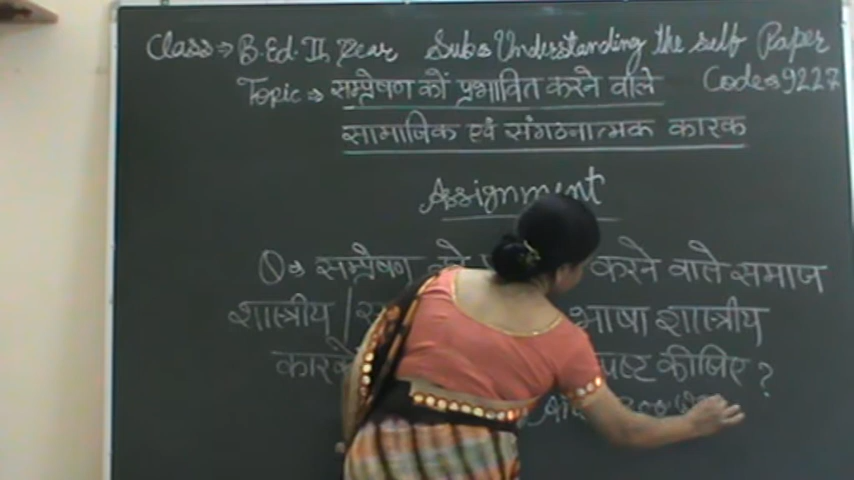 Class⇒ B.Ed. II Year Sub: Understanding the self Paper
Topic⇒ सम्प्रेषण कों प्रभावित करने वाले Code:9227
सामाजिक एवं संगठनात्मक कारक
Assignment
Q⇒ सम्प्रेषण को करने वाले समाज
शास्त्रीय / भाषा शास्त्रीय
कीजिए ?